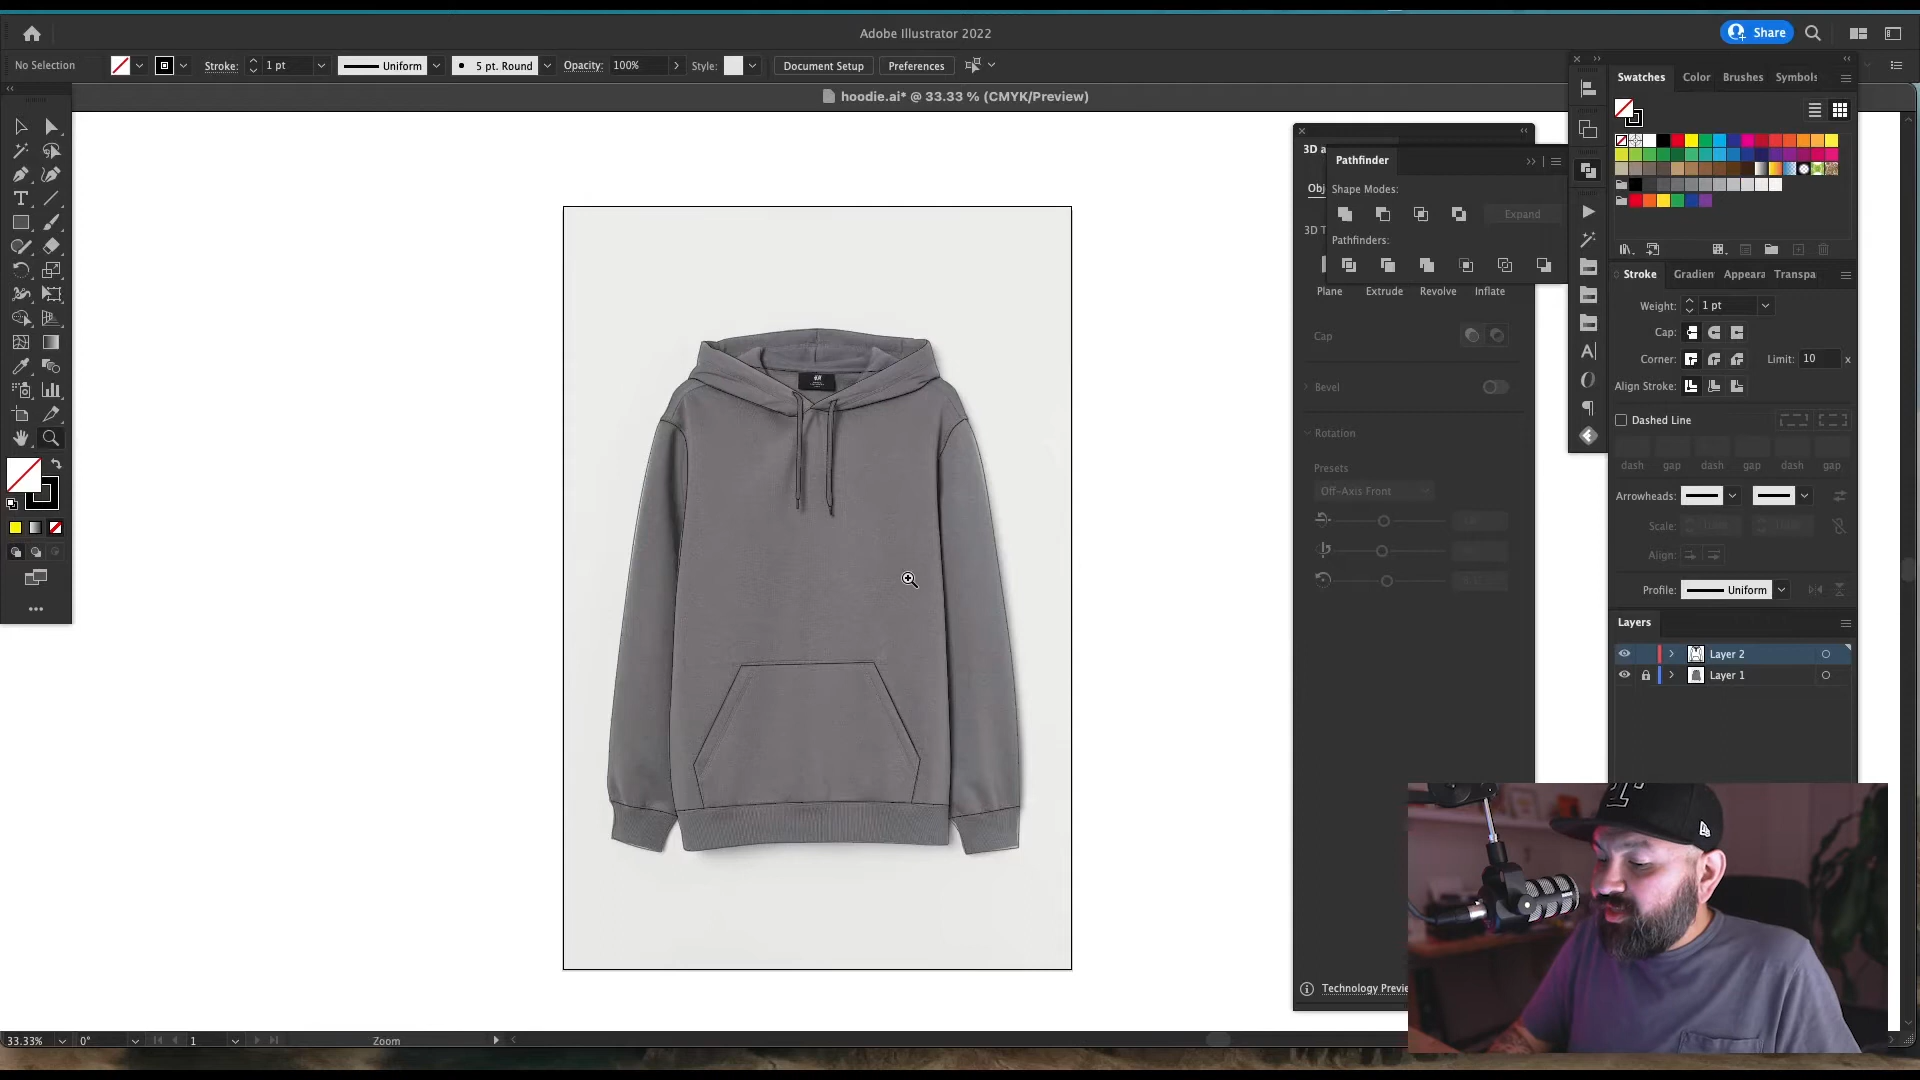 Adobe Illustrator 2022
Share
No Selection
Stroke:
1 pt
Uniform
5 pt. Round
Opacity:
100%
Style:
Document Setup
Preferences
hoodie.ai* @ 33.33 % (CMYK/Preview)
Swatches
Color
Brushes
Symbols
3D a
Pathfinder
Obj
Shape Modes:
Expand
3D T
Pathfinders:
Plane
Extrude
Revolve
Inflate
Cap
Bevel
Rotation
Presets
Off-Axis Front
Stroke
Gradien
Appeara
Transpa
Weight:
1 pt
Cap:
Corner:
Limit:
10
x
Align Stroke:
Dashed Line
dash
gap
dash
gap
dash
gap
Arrowheads:
Scale:
Align:
Profile:
Uniform
Layers
Layer 2
Layer 1
Technology Previe
33.33%
0°
1
Zoom